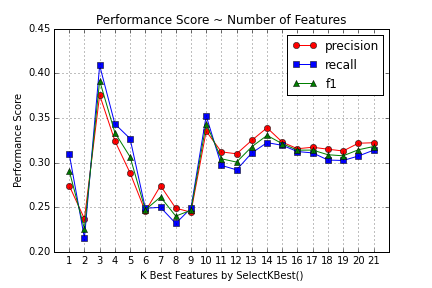 Performance Score ~ Number of Features
precision
recall
f1
Performance Score
0.45
0.40
0.35
0.30
0.25
0.20
1 2 3 4 5 6 7 8 9 10 11 12 13 14 15 16 17 18 19 20 21
K Best Features by SelectKBest()